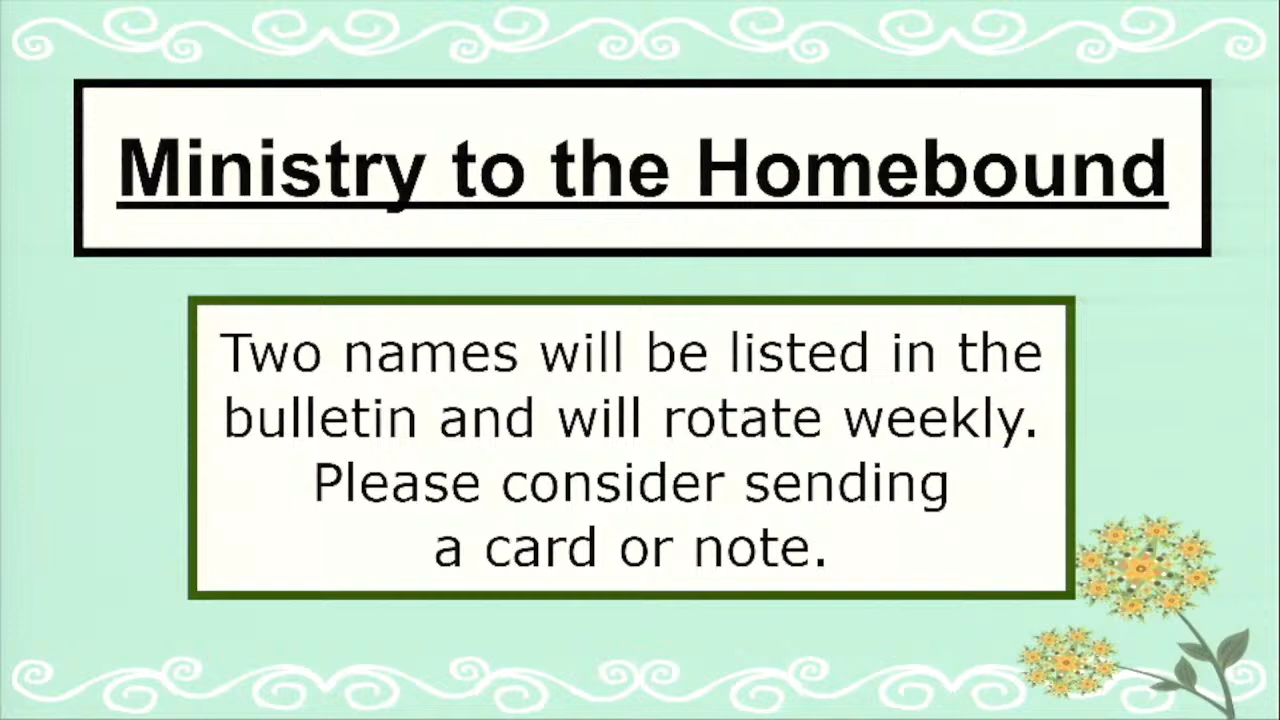 Ministry to the Homebound
Two names will be listed in the
bulletin and will rotate weekly.
Please consider sending
a card or note.